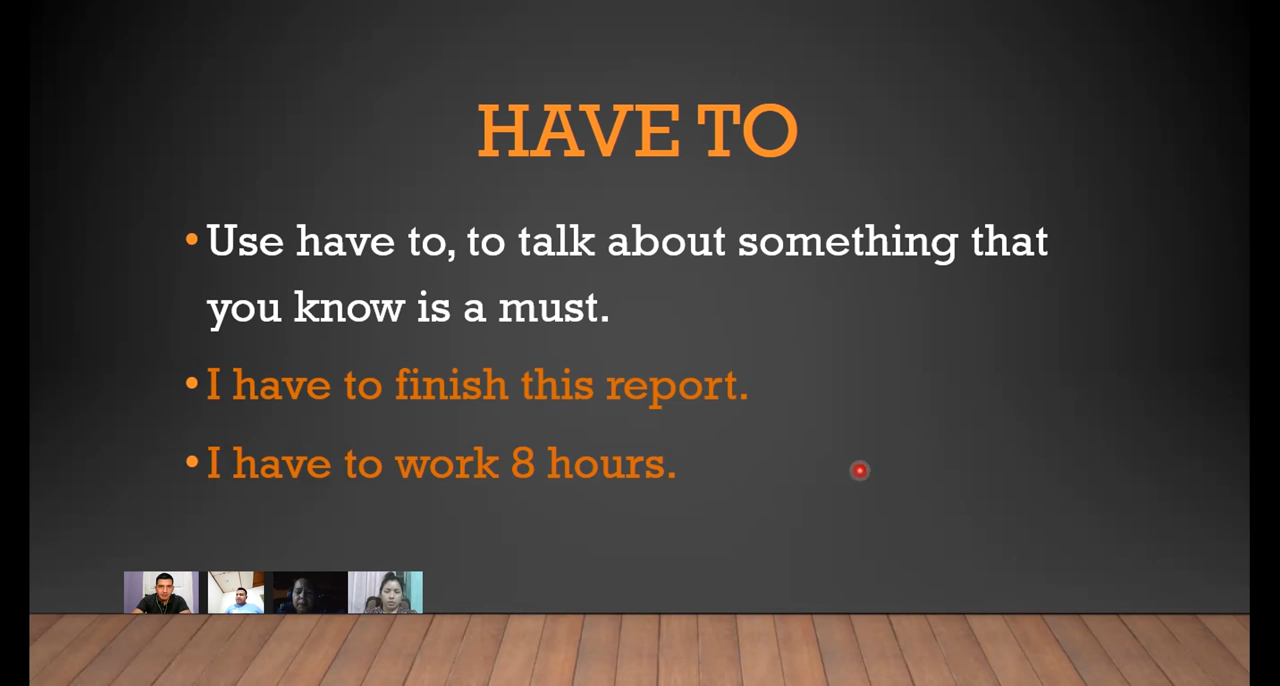 HAVE TO
• Use have to, to talk about something that
you know is a must.
• I have to finish this report.
• I have to work 8 hours.